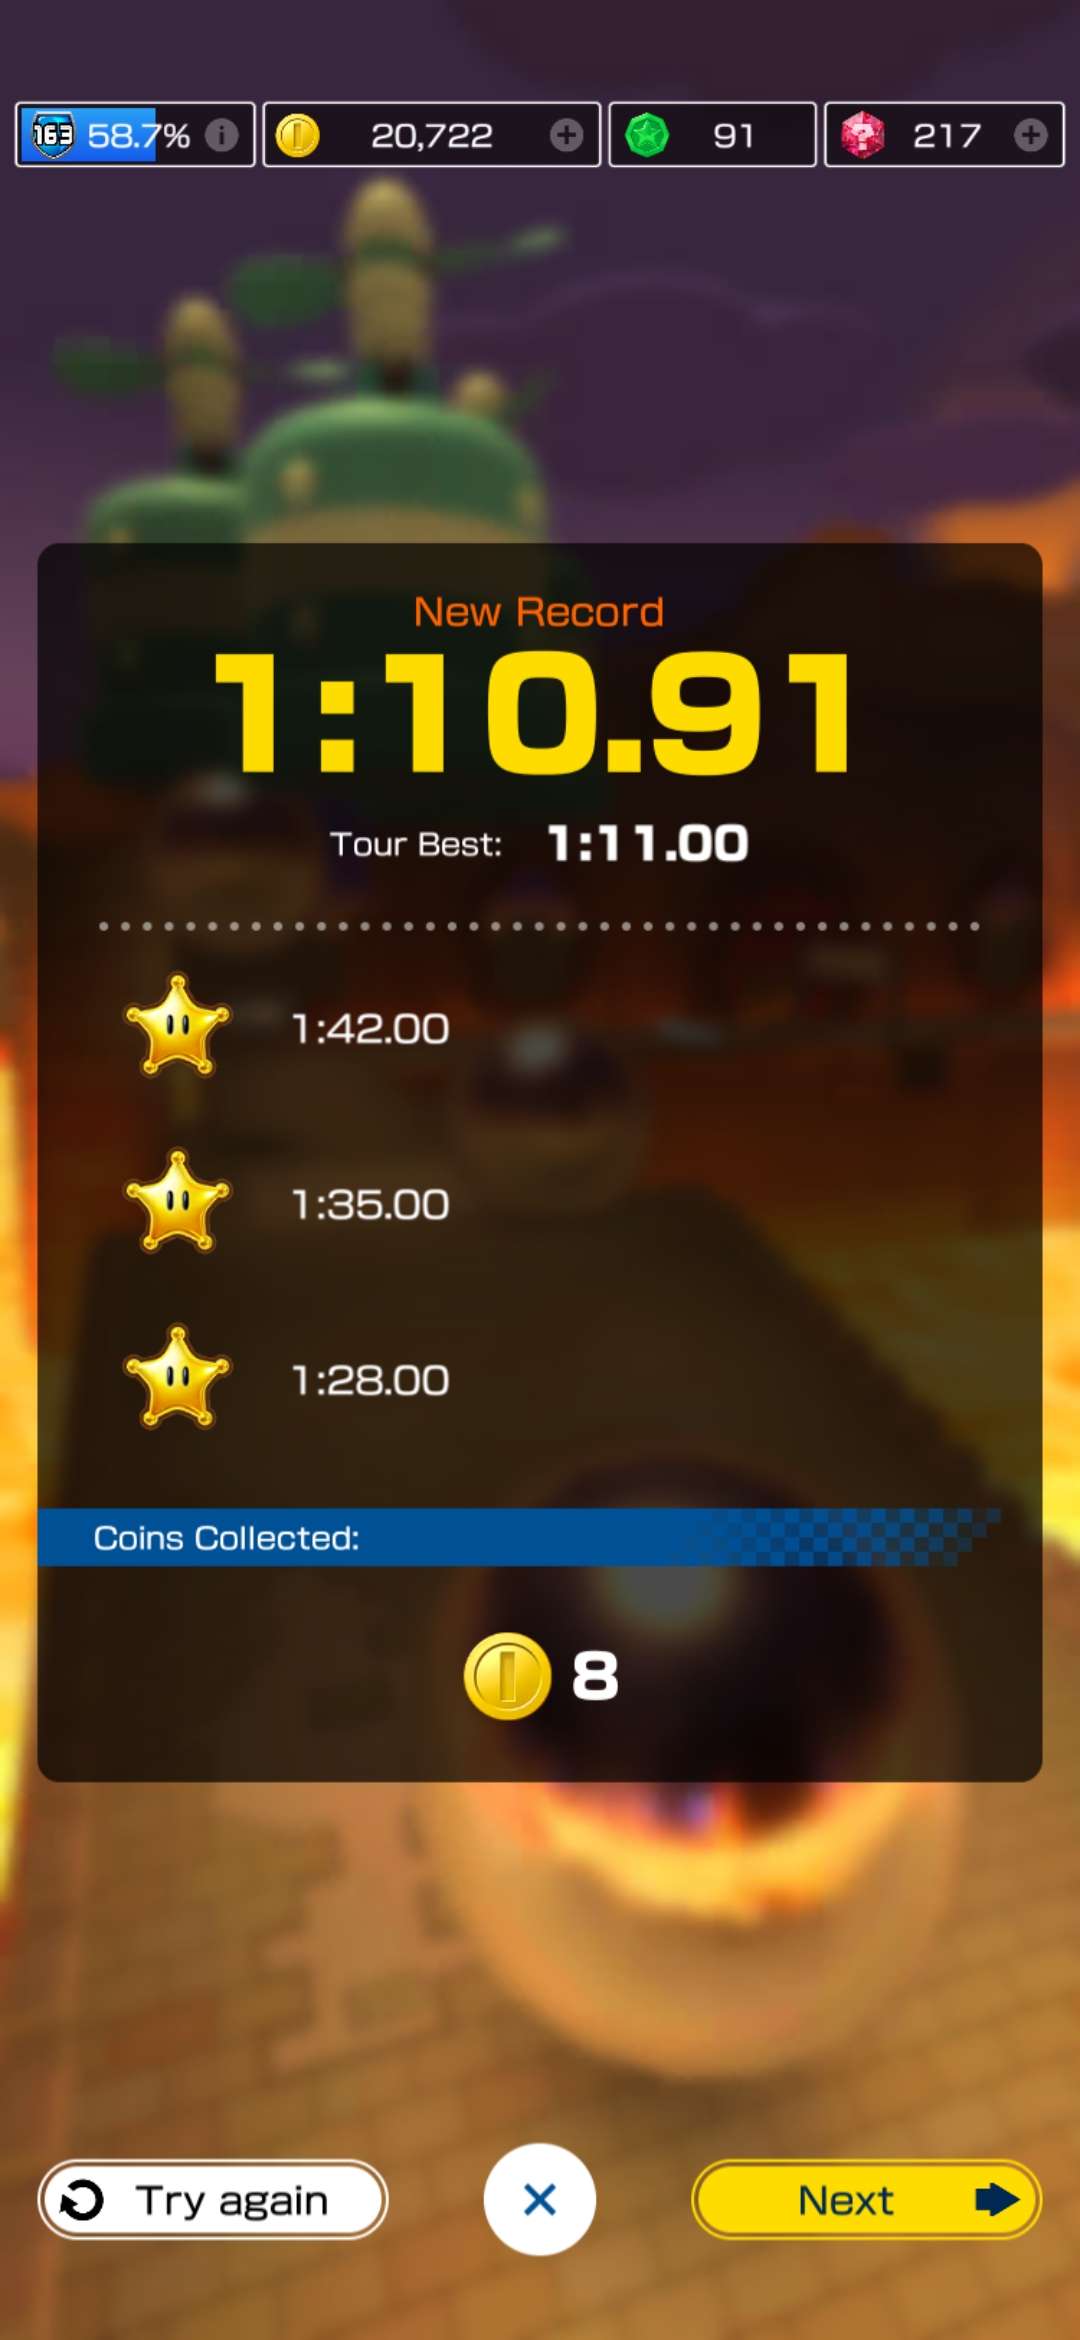 163 58.7% i 20,722 + 91 ? 217 +
New Record
1:10.91
Tour Best: 1:11.00
1:42.00
1:35.00
1:28.00
Coins Collected:
8
Try again × Next